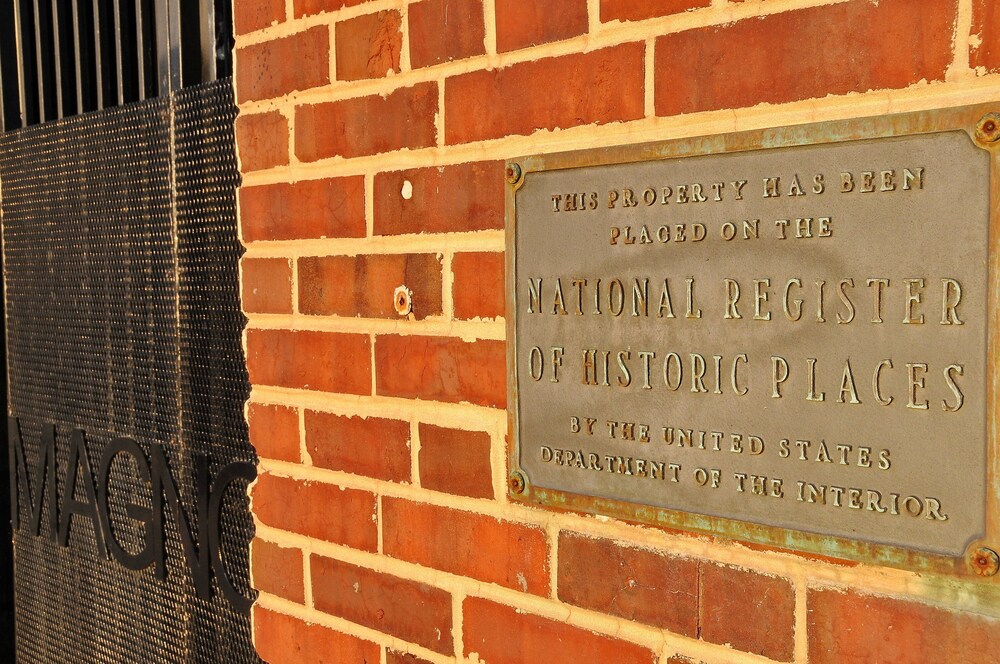 MAGNO
THIS PROPERTY HAS BEEN
PLACED ON THE
NATIONAL REGISTER
OF HISTORIC PLACES
BY THE UNITED STATES
DEPARTMENT OF THE INTERIOR